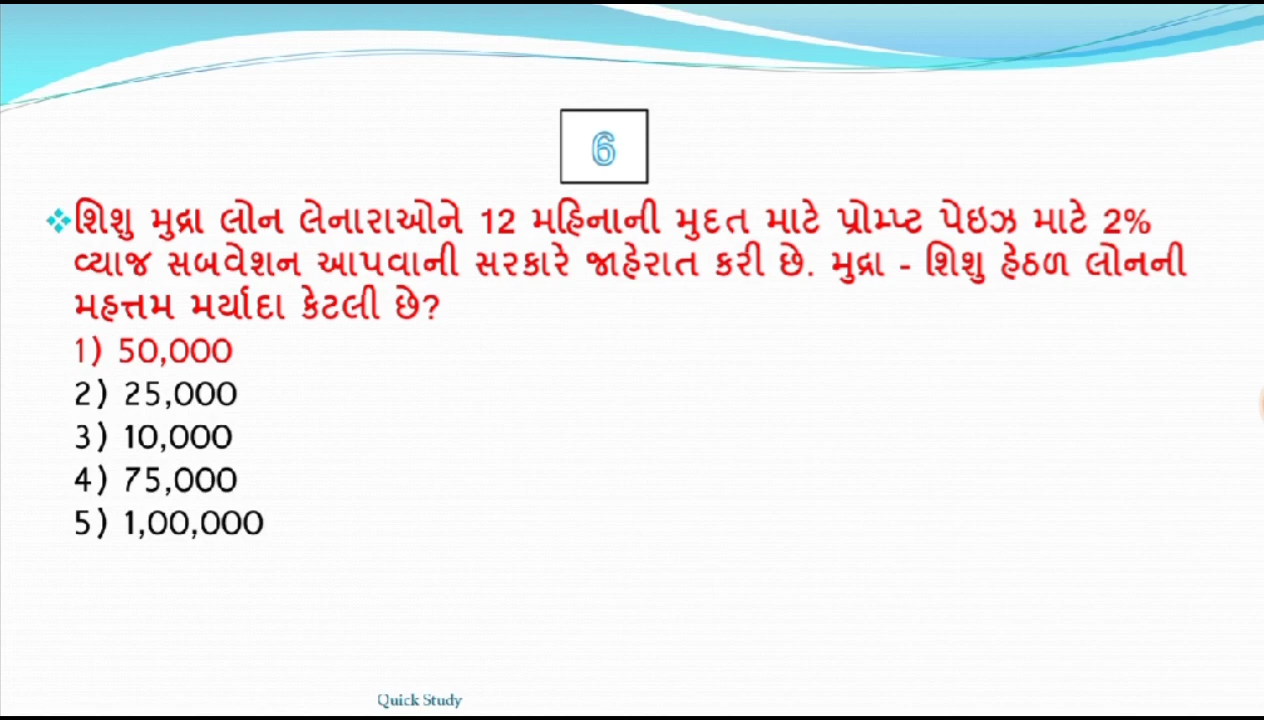 6
શિશુ મુદ્રા લોન લેનારાઓને 12 મહિનાની મુદત માટે પ્રોમ્પ્ટ પેઇઝ માટે 2%
વ્યાજ સબવેશન આપવાની સરકારે જાહેરાત કરી છે. મુદ્રા - શિશુ હેઠળ લોનની
મહત્તમ મર્યાદા કેટલી છે?
1) 50,000
2) 25,000
3) 10,000
4) 75,000
5) 1,00,000
Quick Study